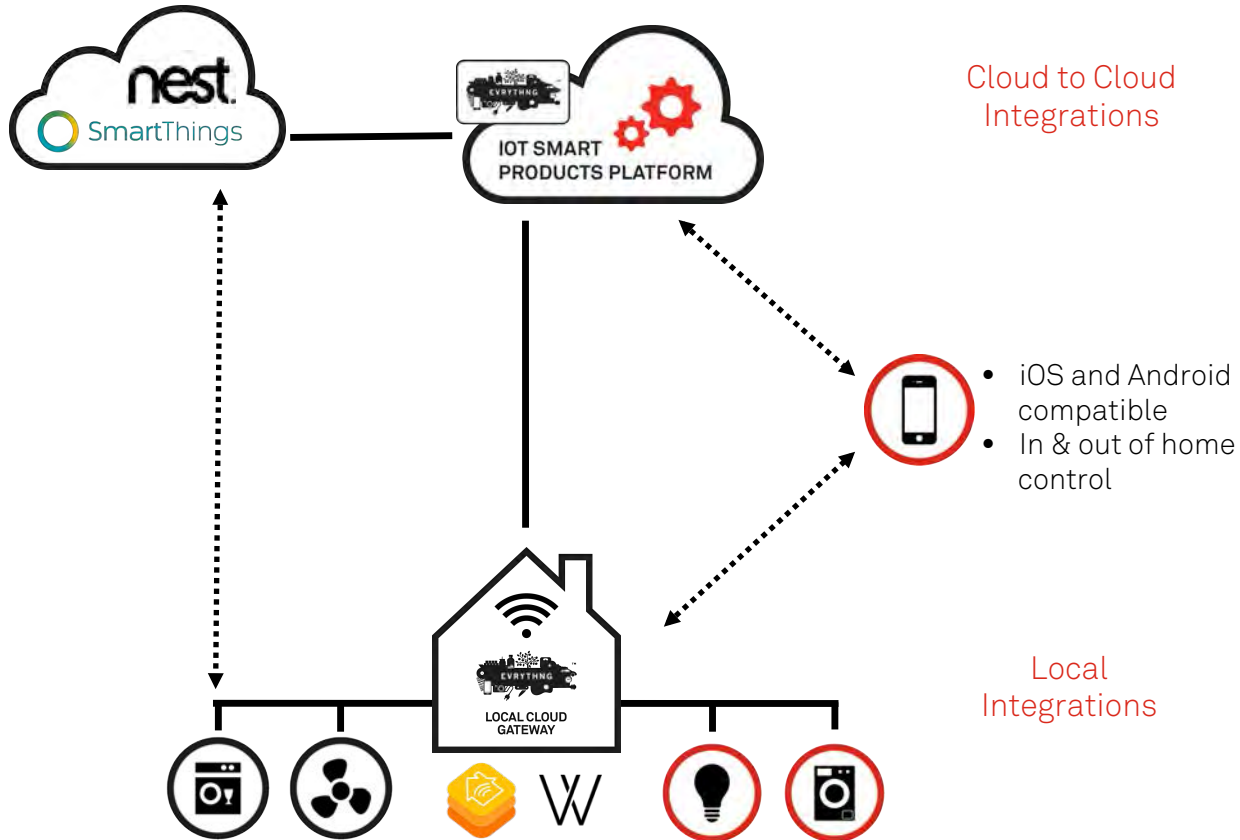 nest.
SmartThings
EVRYTHNG
IOT SMART
PRODUCTS PLATFORM
Cloud to Cloud
Integrations
• iOS and Android
compatible
• In & out of home
control
EVRYTHNG
LOCAL CLOUD
GATEWAY
Local
Integrations
W